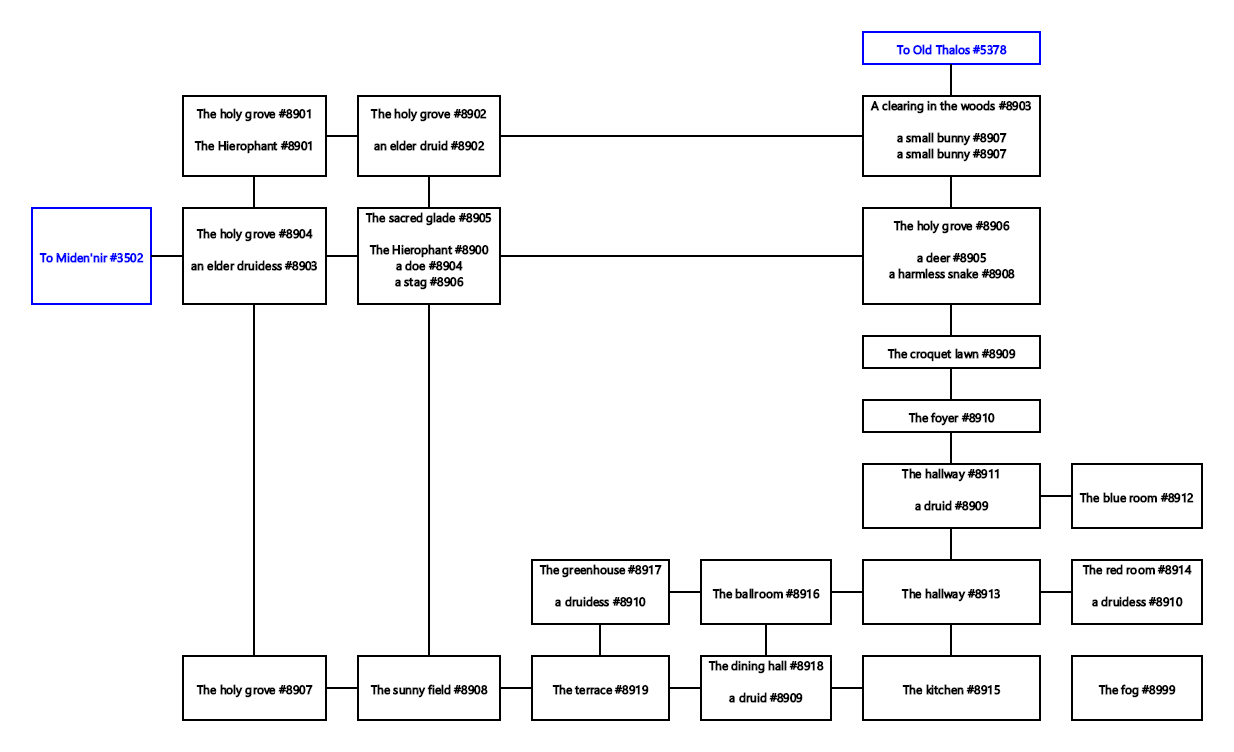 To Old Thalos #5378
The holy grove #8901
The Hierophant #8901
The holy grove #8902
an elder druid #8902
A clearing in the woods #8903
a small bunny #8907
a small bunny #8907
To Miden'nir #3502
The holy grove #8904
an elder druidess #8903
The sacred glade #8905
The Hierophant #8900
a doe #8904
a stag #8906
The holy grove #8906
a deer #8905
a harmless snake #8908
The croquet lawn #8909
The foyer #8910
The hallway #8911
a druid #8909
The blue room #8912
The greenhouse #8917
a druidess #8910
The ballroom #8916
The hallway #8913
The red room #8914
a druidess #8910
The holy grove #8907
The sunny field #8908
The terrace #8919
The dining hall #8918
a druid #8909
The kitchen #8915
The fog #8999